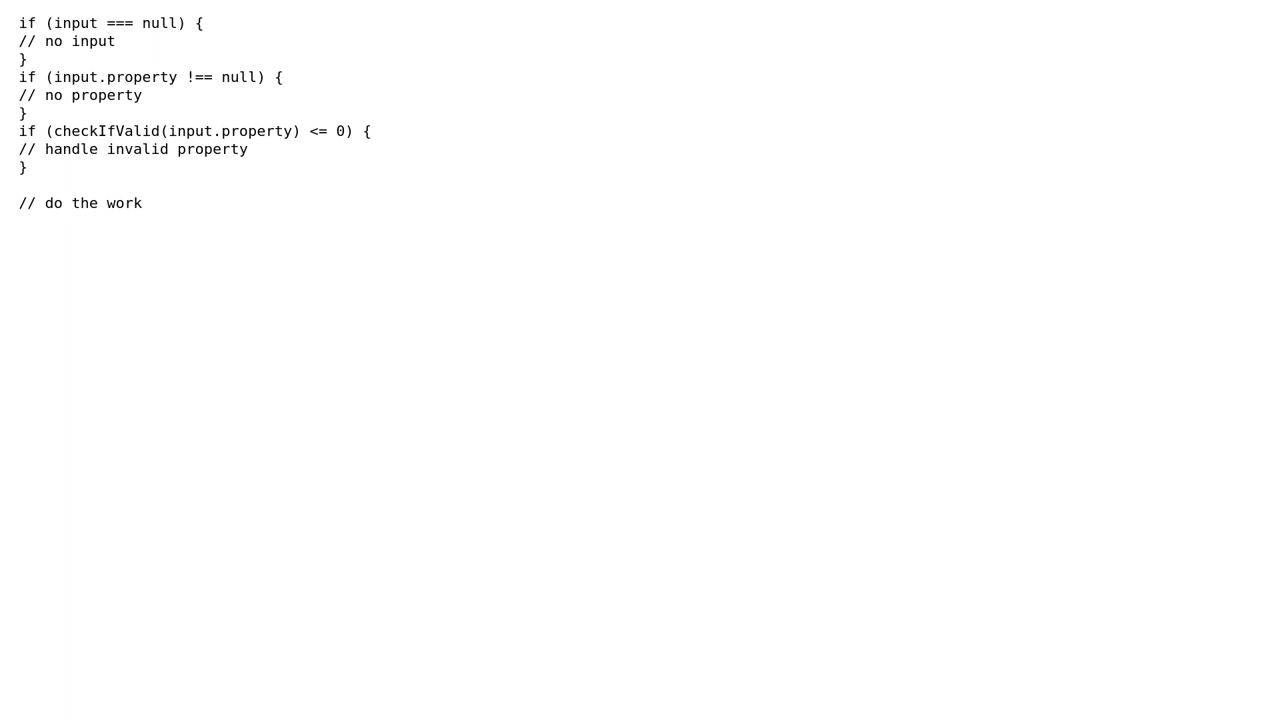 if (input === null) {
// no input
}
if (input.property !== null) {
// no property
}
if (checkIfValid(input.property) <= 0) {
// handle invalid property
}

// do the work